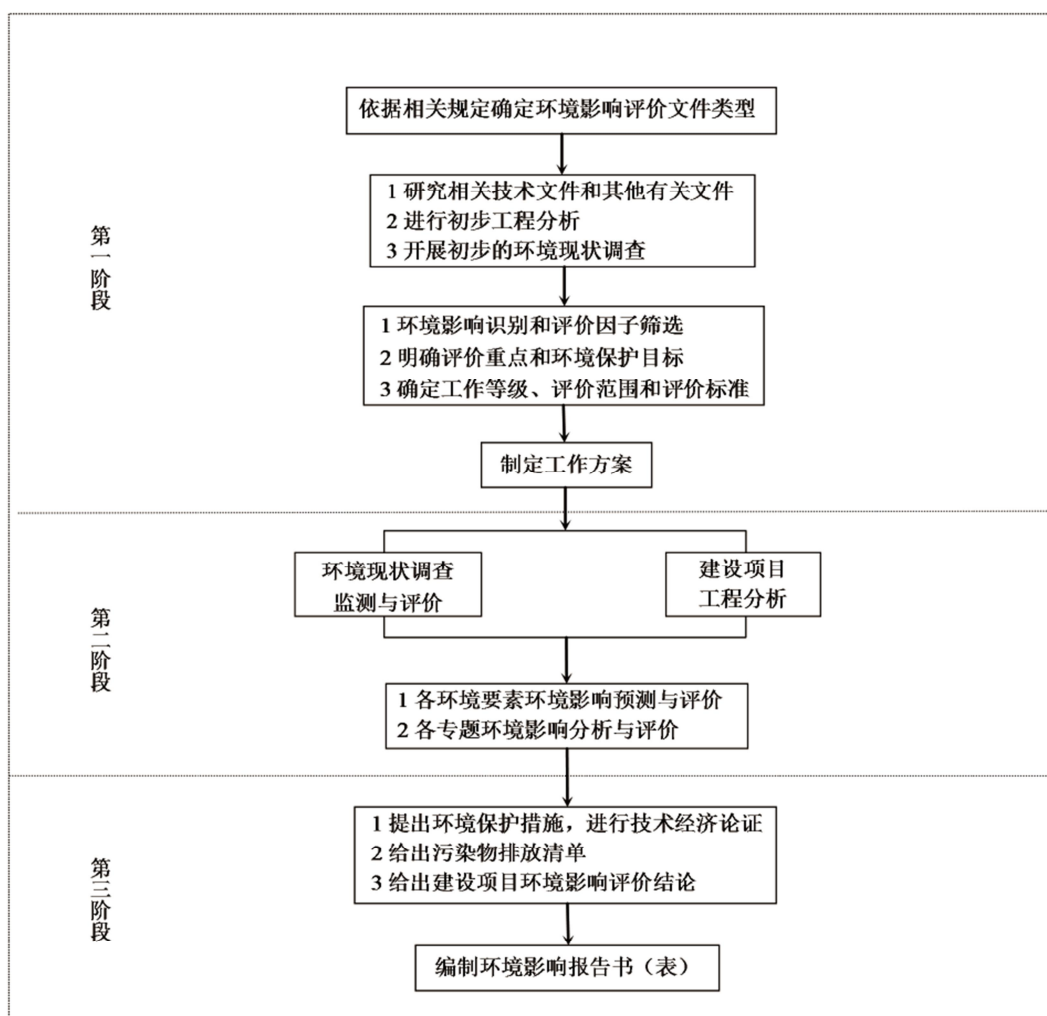 依据相关规定确定环境影响评价文件类型
1 研究相关技术文件和其他有关文件
2 进行初步工程分析
3 开展初步的环境现状调查
第一阶段
1 环境影响识别和评价因子筛选
2 明确评价重点和环境保护目标
3 确定工作等级、评价范围和评价标准
制定工作方案
环境现状调查
监测与评价
建设项目
工程分析
第二阶段
1 各环境要素环境影响预测与评价
2 各专题环境影响分析与评价
1 提出环境保护措施，进行技术经济论证
2 给出污染物排放清单
3 给出建设项目环境影响评价结论
第三阶段
编制环境影响报告书（表）